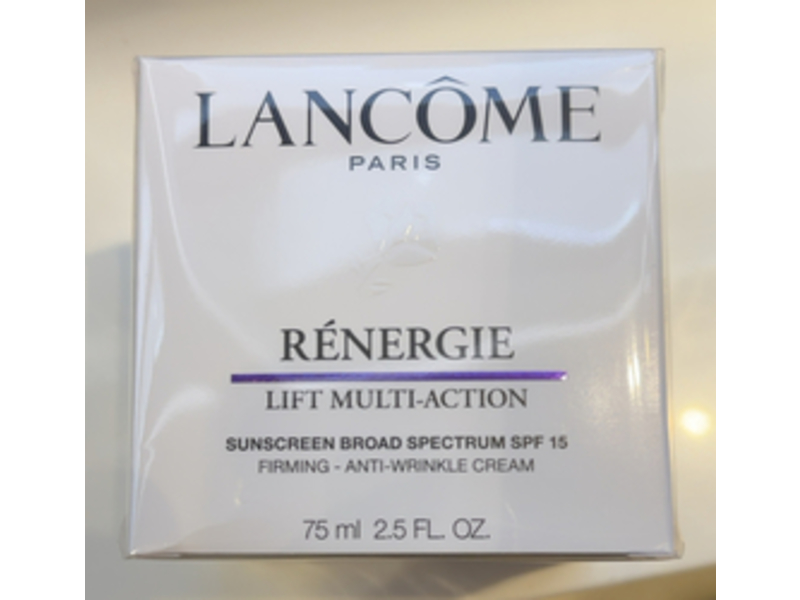 LANCÔME
PARIS
RÉNERGIE
LIFT MULTI-ACTION
SUNSCREEN BROAD SPECTRUM SPF 15
FIRMING - ANTI-WRINKLE CREAM
75 ml 2.5 FL. OZ.